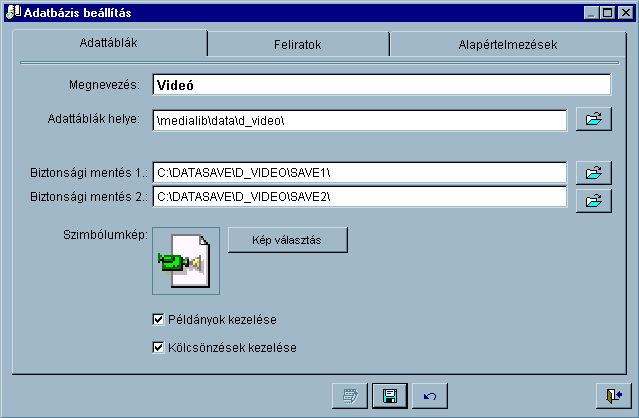 Adatbázis beállítás
Adattáblák
Feliratok
Alapértelmezések
Megnevezés: Videó
Adattáblák helye: \medialib\data\d_video\
Biztonsági mentés 1.: C:\DATASAVE\D_VIDEO\SAVE1\
Biztonsági mentés 2.: C:\DATASAVE\D_VIDEO\SAVE2\
Szimbólumkép: Kép választás
Példányok kezelése
Kölcsönzések kezelése